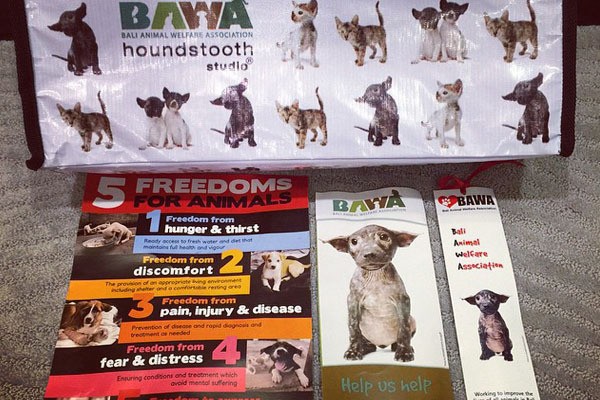 BAWA
BALI ANIMAL WELFARE ASSOCIATION
houndstooth
studio®
5 FREEDOMS
FOR ANIMALS
1 Freedom from
hunger & thirst
Ready access to fresh water and diet that
maintains full health and vigour
Freedom from
discomfort 2
The provision of an appropriate living environment
including shelter and a comfortable resting area
3 Freedom from
pain, injury & disease
Prevention of disease and rapid diagnosis and
treatment as needed
Freedom from
fear & distress 4
Ensuring conditions and treatment which
avoid mental suffering
Freedom to express
BAWA
BALI ANIMAL WELFARE ASSOCIATION
Help us help
BAWA
Bali Animal Welfare Association
Bali
Animal
Welfare
Association
Working to improve the